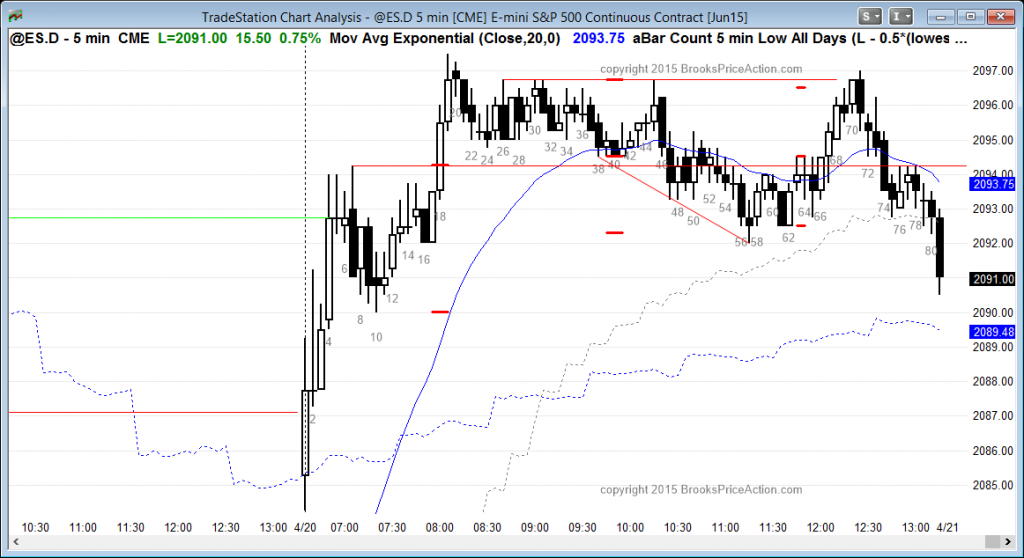 TradeStation Chart Analysis - @ES.D 5 min [CME] E-mini S&P 500 Continuous Contract [Jun15]
S I
@ES.D - 5 min CME L=2091.00 15.50 0.75% Mov Avg Exponential (Close,20,0) 2093.75 aBar Count 5 min Low All Days (L - 0.5*(lowes ...
copyright 2015 BrooksPriceAction.com
2097.00
2096.00
2095.00
2094.00
2093.75
2093.00
2092.00
2091.00
2090.00
2089.48
2089.00
2088.00
2087.00
2086.00
2085.00
20 22 24 26 28 30 32 34 36 38 40 42 44 46 48 50 52 54 56 58 60 62 64 66 68 70 72 74 76 78 80
2 4 6 8 10 12 14 16 18
copyright 2015 BrooksPriceAction.com
10:30 11:00 11:30 12:00 12:30 13:00 4/20 07:00 07:30 08:00 08:30 09:00 09:30 10:00 10:30 11:00 11:30 12:00 12:30 13:00 4/21